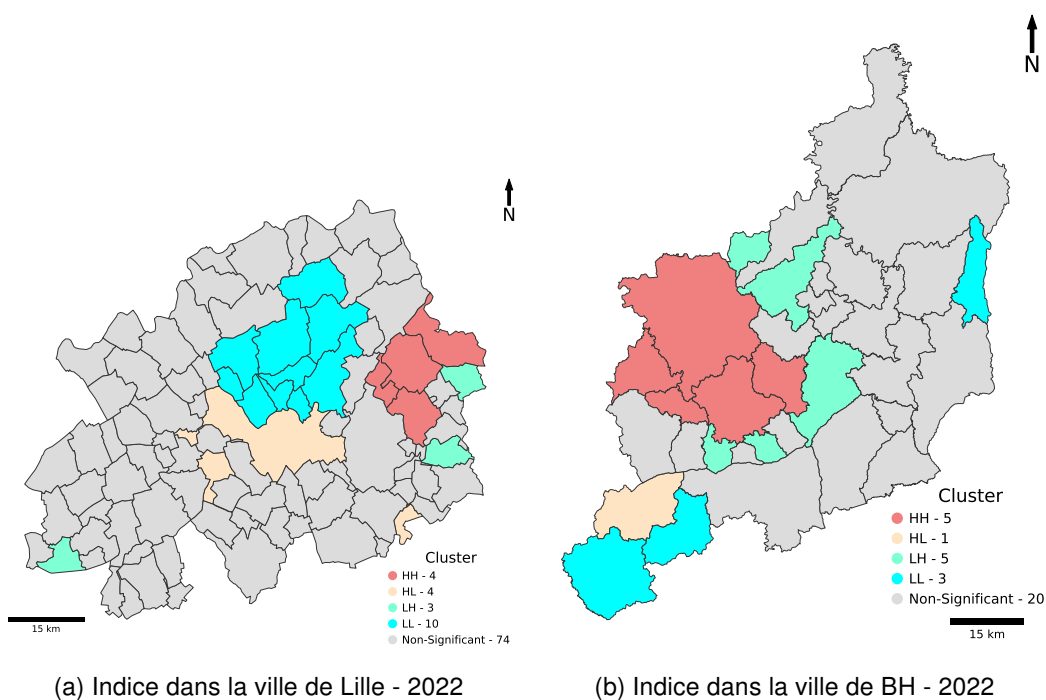 N
Cluster
HH - 4
HL - 4
LH - 3
LL - 10
Non-Significant - 74
15 km
(a) Indice dans la ville de Lille - 2022
N
Cluster
HH - 5
HL - 1
LH - 5
LL - 3
Non-Significant - 20
15 km
(b) Indice dans la ville de BH - 2022